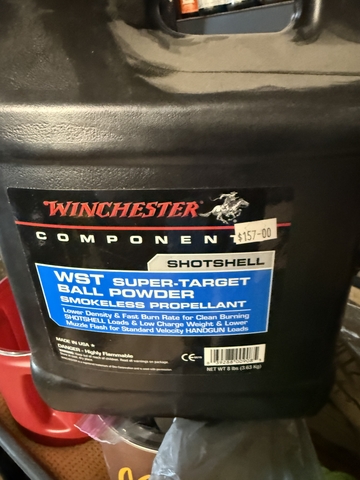 WINCHESTER
$157-00
COMPONENT
SHOTSHELL
WST SUPER-TARGET
BALL POWDER
SMOKELESS PROPELLANT
Lower Density & Fast Burn Rate for Clean Burning
SHOTSHELL Loads & Low Charge Weight & Lower
Muzzle Flash for Standard Velocity HANDGUN Loads
MADE IN USA
DANGER - Highly Flammable
CE
NET WT 8 lbs (3.63 Kg)